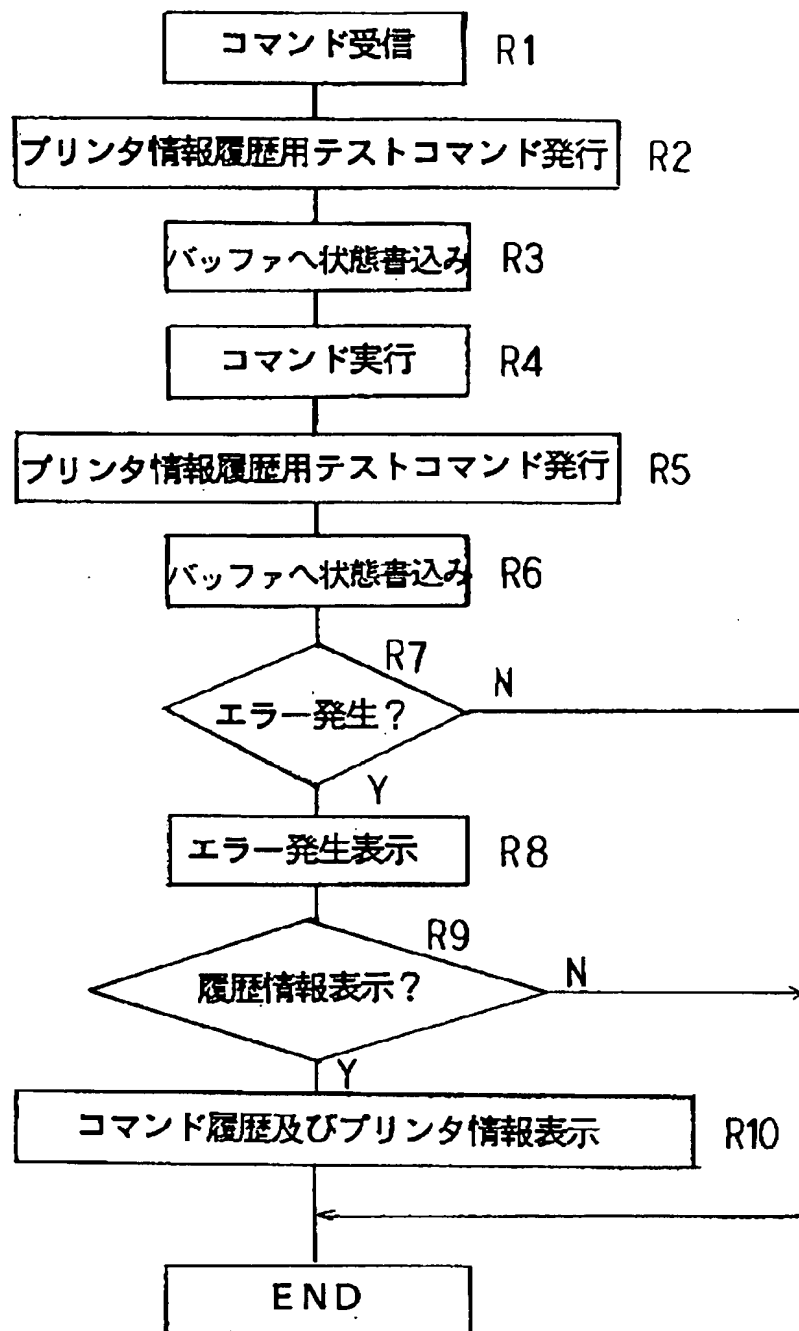 コマンド受信 R1
プリンタ情報履歴用テストコマンド発行 R2
バッファへ状態書込み R3
コマンド実行 R4
プリンタ情報履歴用テストコマンド発行 R5
バッファへ状態書込み R6
R7
エラー発生？ N
Y
エラー発生表示 R8
R9
履歴情報表示？ N
Y
コマンド履歴及びプリンタ情報表示 R10
END